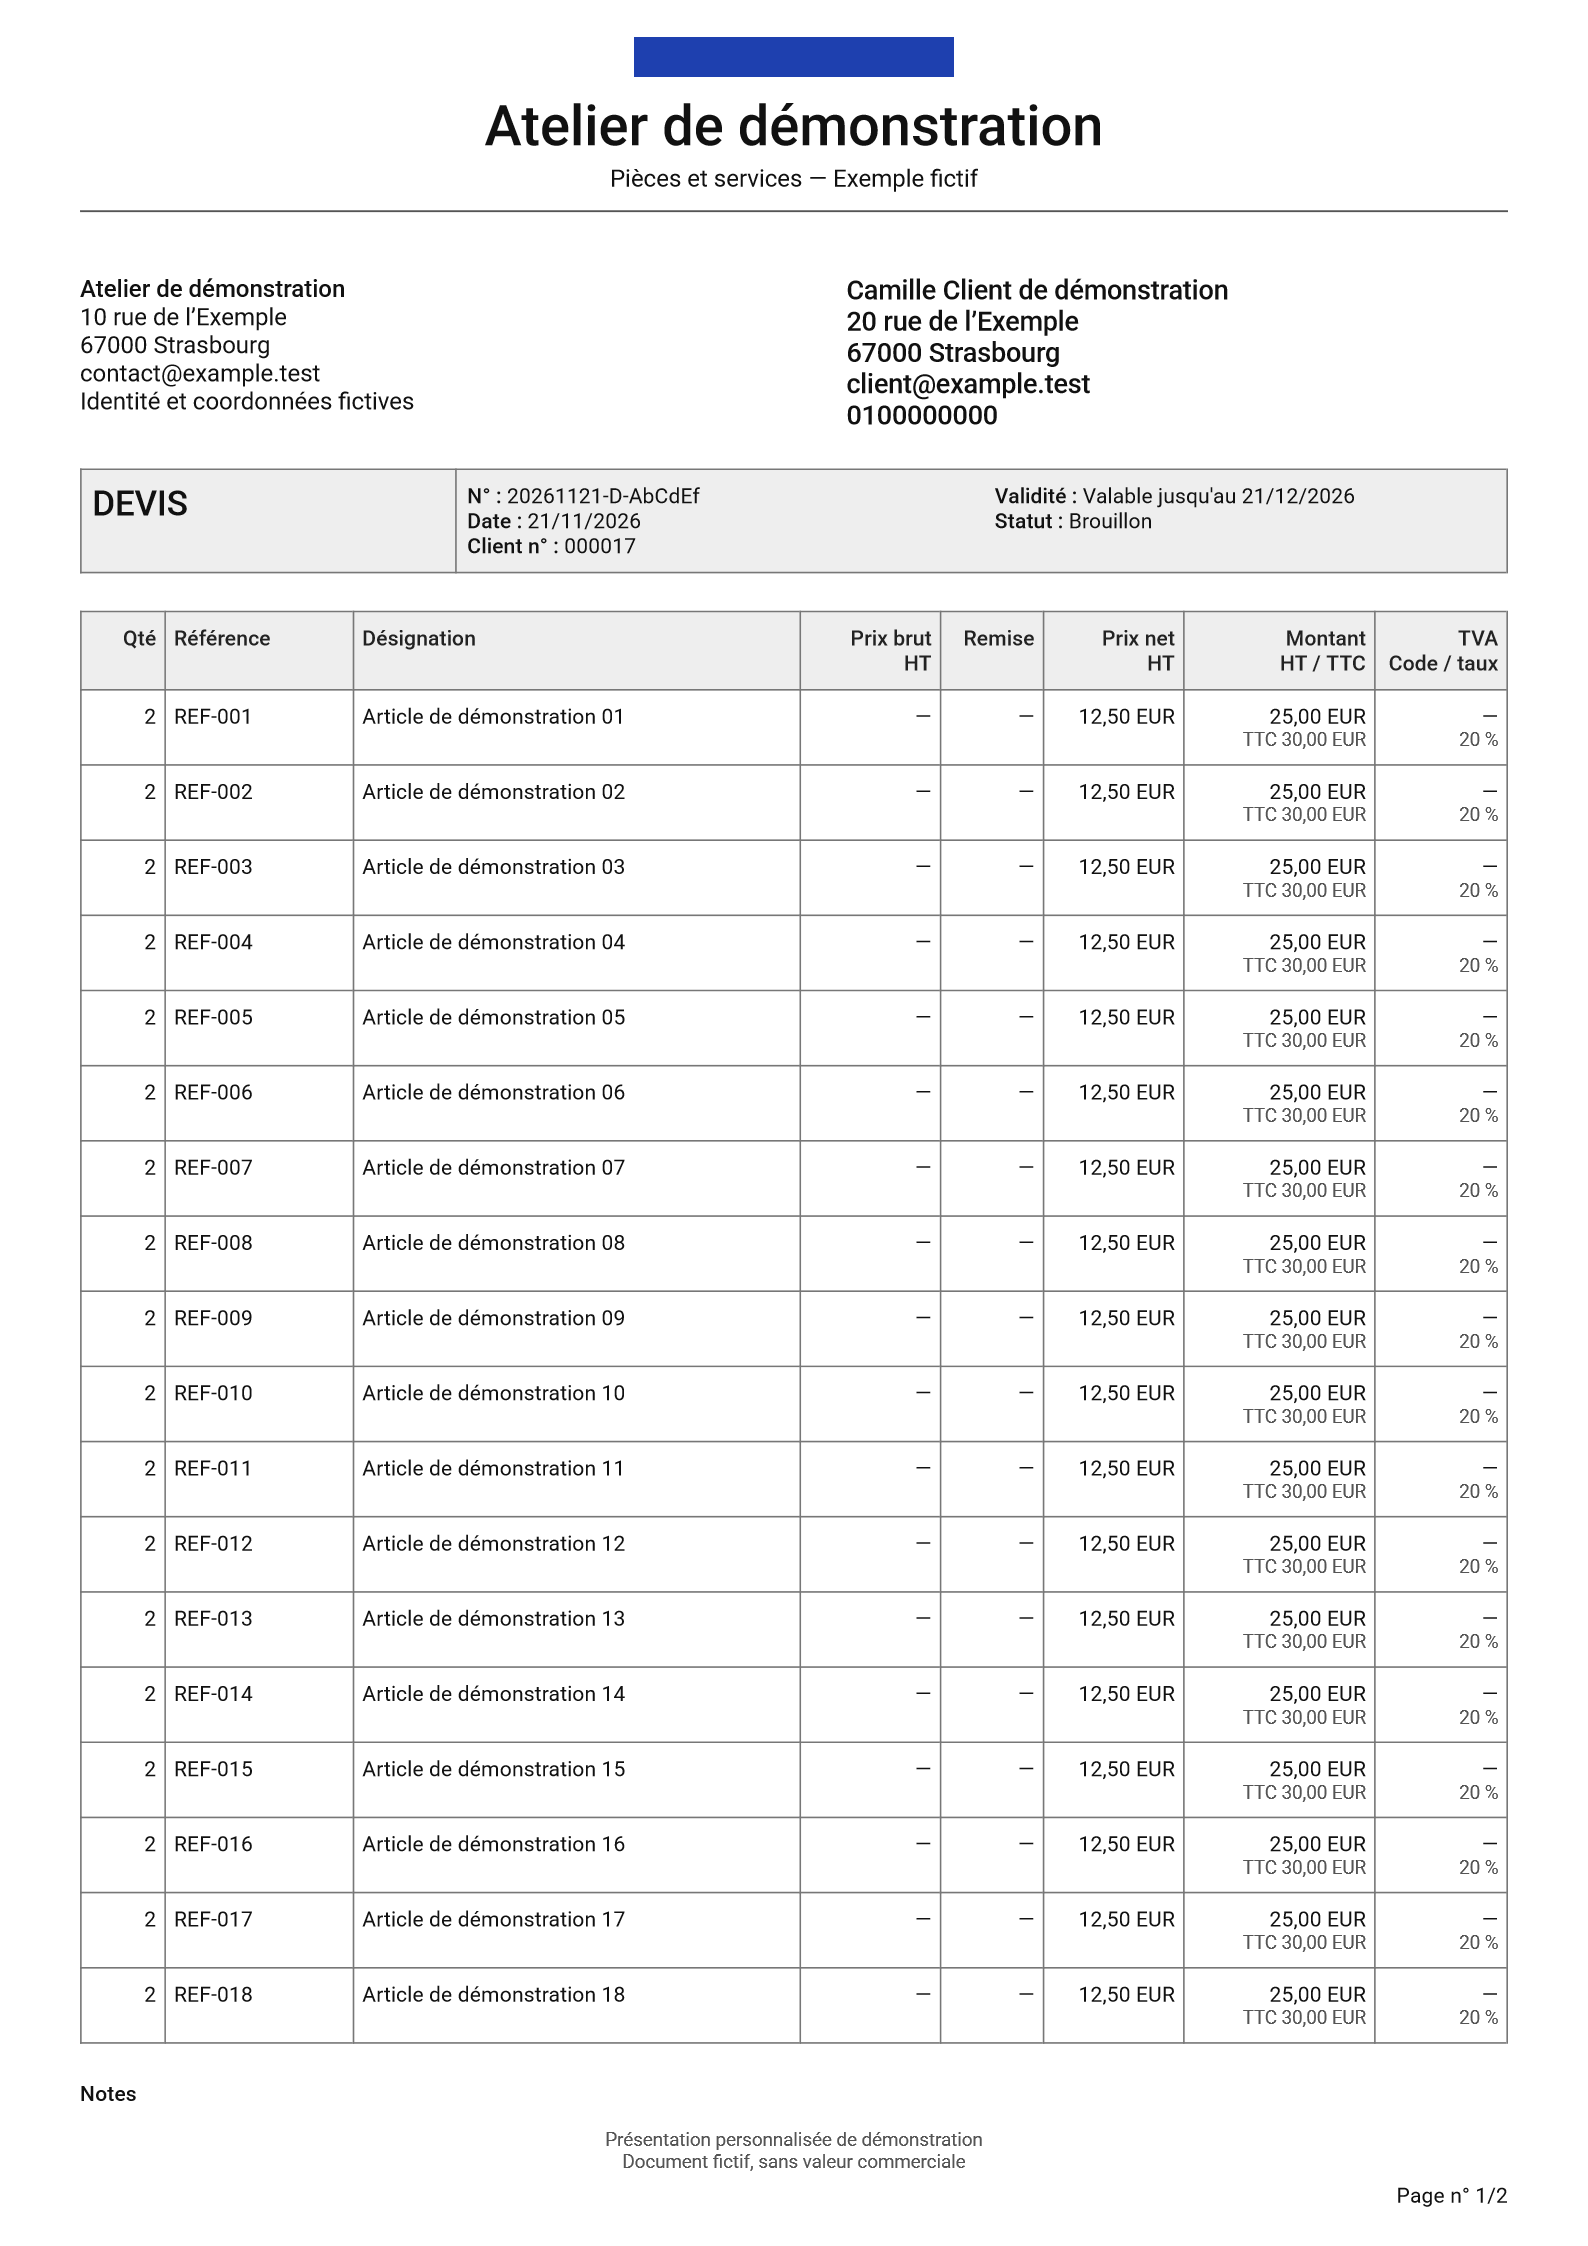 Atelier de démonstration
Pièces et services — Exemple fictif
Atelier de démonstration
10 rue de l’Exemple
67000 Strasbourg
contact@example.test
Identité et coordonnées fictives
Camille Client de démonstration
20 rue de l’Exemple
67000 Strasbourg
client@example.test
0100000000
DEVIS
N° : 20261121-D-AbCdEf
Date : 21/11/2026
Client n° : 000017
Validité : Valable jusqu'au 21/12/2026
Statut : Brouillon
Qté Référence Désignation Prix brut Remise Prix net Montant TVA
HT HT HT / TTC Code / taux
2 REF-001 Article de démonstration 01 — — 12,50 EUR 25,00 EUR —
TTC 30,00 EUR 20 %
2 REF-002 Article de démonstration 02 — — 12,50 EUR 25,00 EUR —
TTC 30,00 EUR 20 %
2 REF-003 Article de démonstration 03 — — 12,50 EUR 25,00 EUR —
TTC 30,00 EUR 20 %
2 REF-004 Article de démonstration 04 — — 12,50 EUR 25,00 EUR —
TTC 30,00 EUR 20 %
2 REF-005 Article de démonstration 05 — — 12,50 EUR 25,00 EUR —
TTC 30,00 EUR 20 %
2 REF-006 Article de démonstration 06 — — 12,50 EUR 25,00 EUR —
TTC 30,00 EUR 20 %
2 REF-007 Article de démonstration 07 — — 12,50 EUR 25,00 EUR —
TTC 30,00 EUR 20 %
2 REF-008 Article de démonstration 08 — — 12,50 EUR 25,00 EUR —
TTC 30,00 EUR 20 %
2 REF-009 Article de démonstration 09 — — 12,50 EUR 25,00 EUR —
TTC 30,00 EUR 20 %
2 REF-010 Article de démonstration 10 — — 12,50 EUR 25,00 EUR —
TTC 30,00 EUR 20 %
2 REF-011 Article de démonstration 11 — — 12,50 EUR 25,00 EUR —
TTC 30,00 EUR 20 %
2 REF-012 Article de démonstration 12 — — 12,50 EUR 25,00 EUR —
TTC 30,00 EUR 20 %
2 REF-013 Article de démonstration 13 — — 12,50 EUR 25,00 EUR —
TTC 30,00 EUR 20 %
2 REF-014 Article de démonstration 14 — — 12,50 EUR 25,00 EUR —
TTC 30,00 EUR 20 %
2 REF-015 Article de démonstration 15 — — 12,50 EUR 25,00 EUR —
TTC 30,00 EUR 20 %
2 REF-016 Article de démonstration 16 — — 12,50 EUR 25,00 EUR —
TTC 30,00 EUR 20 %
2 REF-017 Article de démonstration 17 — — 12,50 EUR 25,00 EUR —
TTC 30,00 EUR 20 %
2 REF-018 Article de démonstration 18 — — 12,50 EUR 25,00 EUR —
TTC 30,00 EUR 20 %
Notes
Présentation personnalisée de démonstration
Document fictif, sans valeur commerciale
Page n° 1/2